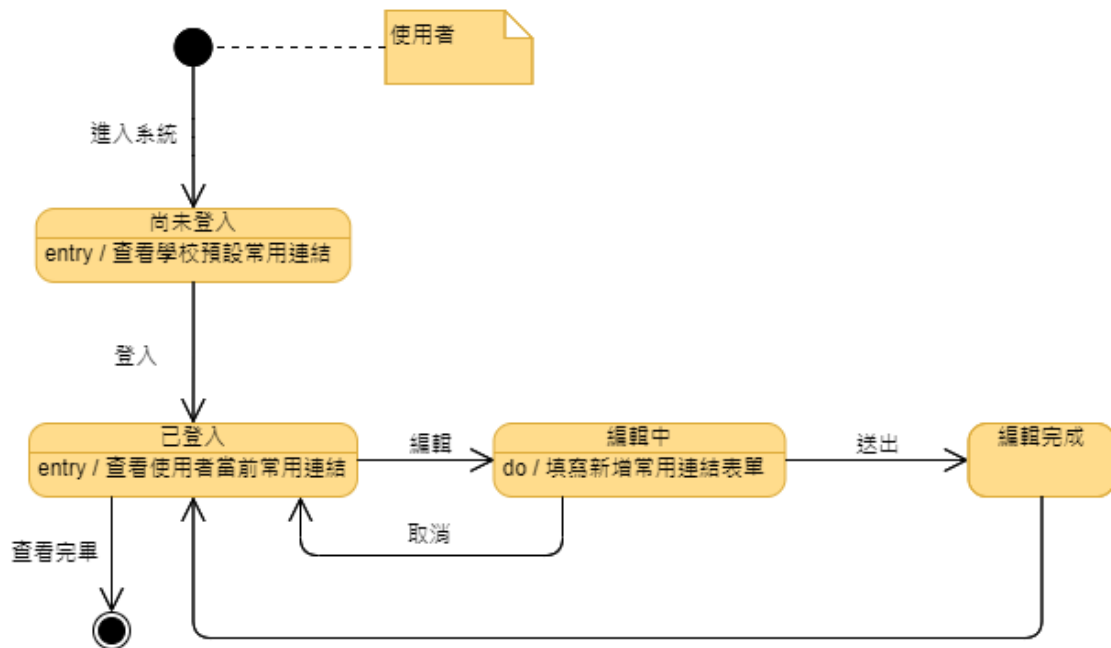 使用者
進入系統
尚未登入
entry / 查看學校預設常用連結
登入
已登入
entry / 查看使用者當前常用連結
編輯
編輯中
do / 填寫新增常用連結表單
送出
編輯完成
取消
查看完畢